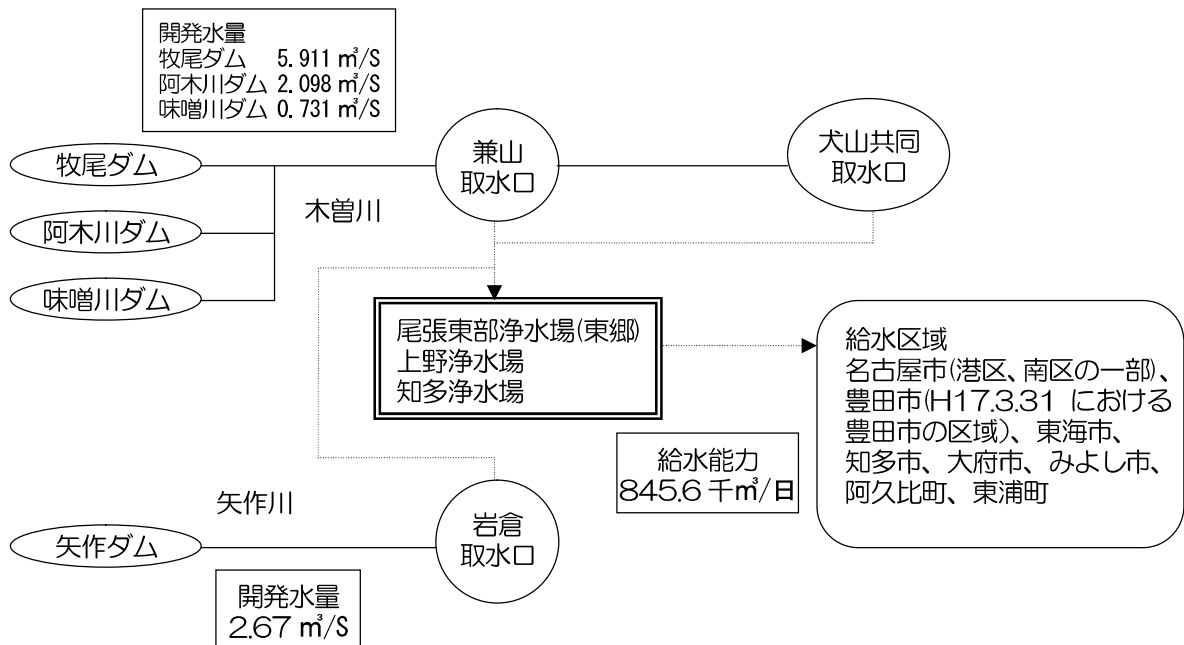 開発水量
牧尾ダム 5.911 ㎥/S
阿木川ダム 2.098 ㎥/S
味噌川ダム 0.731 ㎥/S
牧尾ダム
兼山
取水口
犬山共同
取水口
木曽川
阿木川ダム
味噌川ダム
尾張東部浄水場(東郷)
上野浄水場
知多浄水場
給水区域
名古屋市(港区、南区の一部)、
豊田市(H17.3.31 における
豊田市の区域)、東海市、
知多市、大府市、みよし市、
阿久比町、東浦町
給水能力
845.6 千㎥/日
矢作川
矢作ダム
岩倉
取水口
開発水量
2.67 ㎥/S